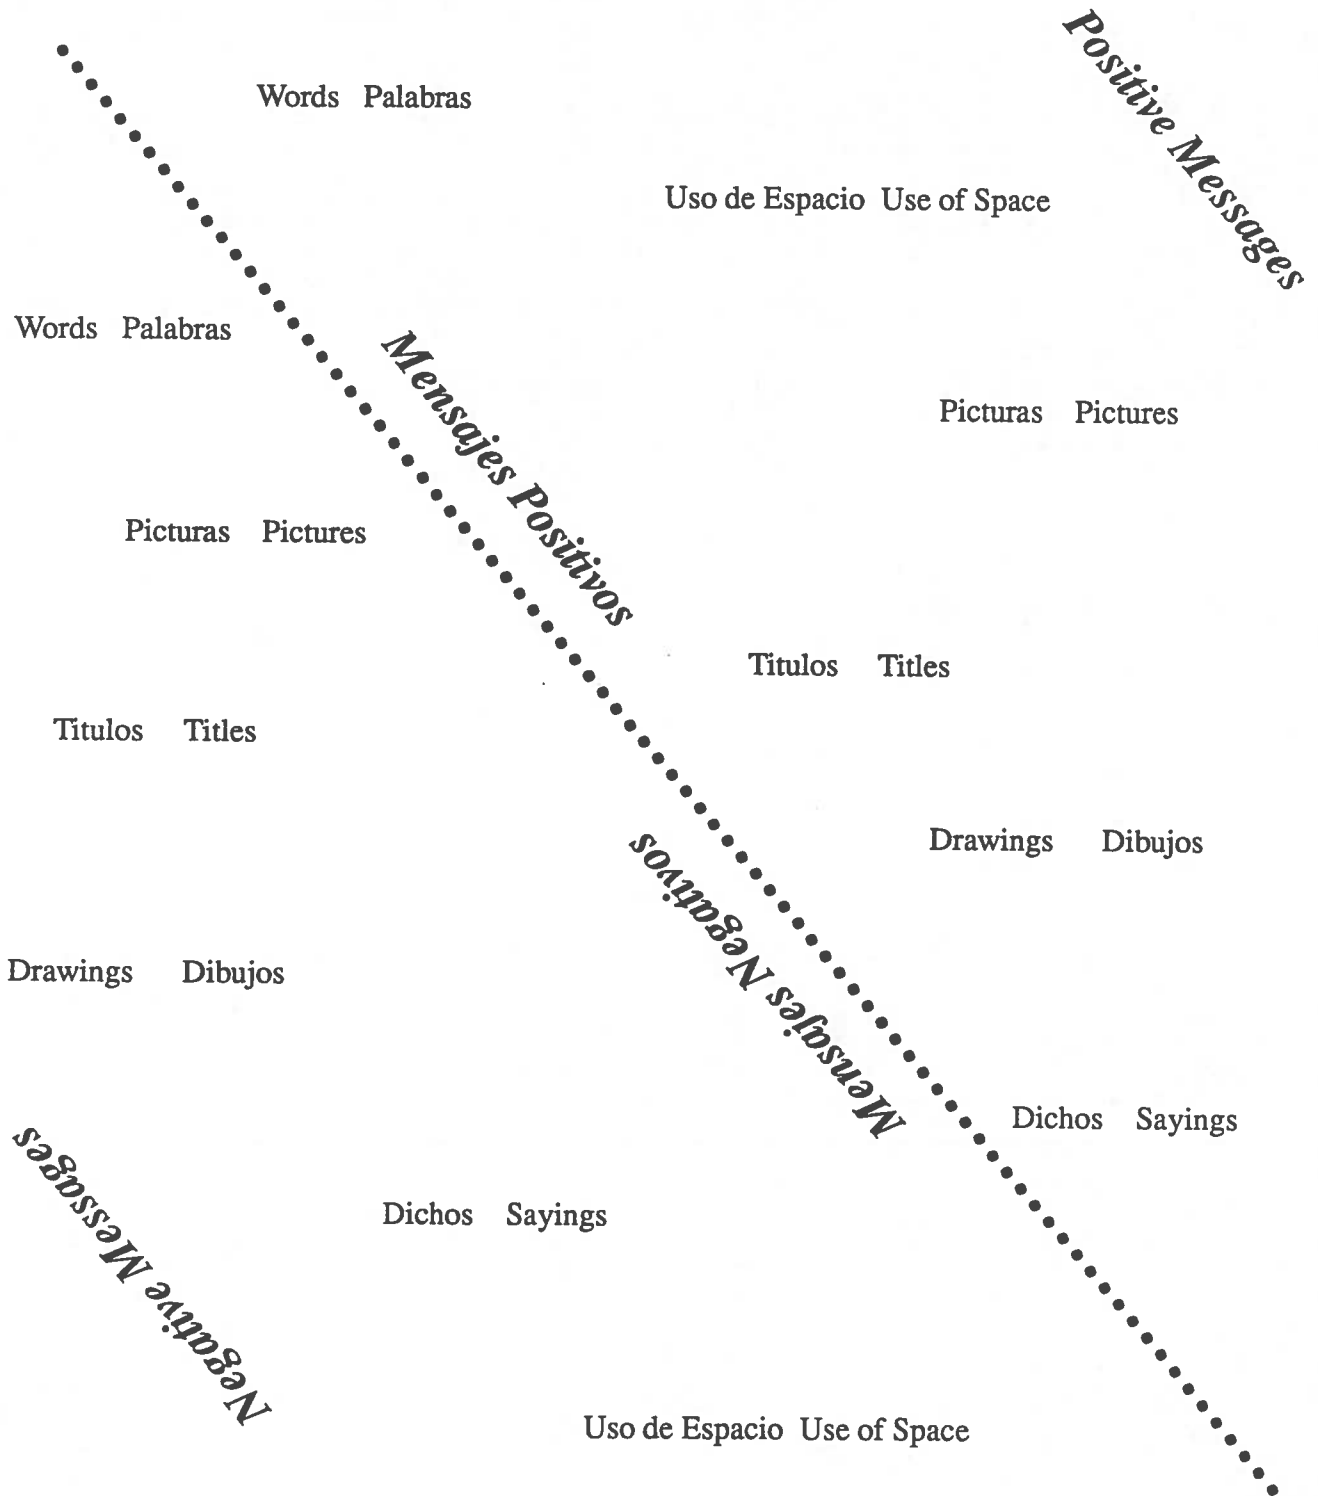 Positive Messages
Words Palabras
Uso de Espacio Use of Space
Words Palabras
Mensajes Positivos
Picturas Pictures
Picturas Pictures
Titulos Titles
Titulos Titles
Drawings Dibujos
Mensajes Negativos
Drawings Dibujos
Dichos Sayings
Negative Messages
Dichos Sayings
Uso de Espacio Use of Space